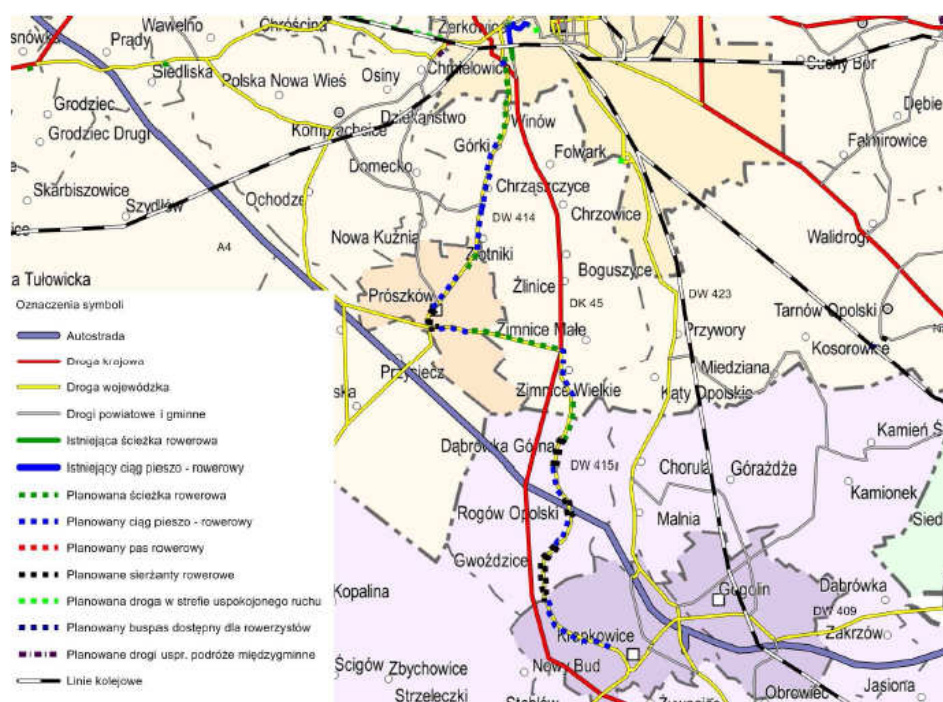 Wawelno
Chróścina
Żerkowice
Prądy
Siedliska
Polska Nowa Wieś
Osiny
Chmielowice
Suchy Bór
Grodziec
Grodziec Drugi
Komprachcice
Dziekaństwo
Winów
Górki
Folwark
Falmirowice
Domecko
Skarbiszowice
Szydłów
Ochodze
Chrząszczyce
DW 414
Chrzowice
Walidrogi
A4
Nowa Kuźnia
Złotniki
Boguszyce
a Tułowicka
Prószków
Żlinice
DK 45
DW 423
Tarnów Opolski
Zimnice Małe
Przywory
Kosorowice
Przysiecz
Miedziana
ska
Zimnice Wielkie
Kąty Opolskie
Dąbrówka Górna
Kamień Ś
DW 415
Chorula
Górażdże
Kamionek
Rogów Opolski
Malnia
Sied
Gwoździce
Kopalina
Gogolin
Dąbrówka
DW 409
Krapkowice
Zakrzów
Ścigów
Zbychowice
Nowy Bud
Strzeleczki
Obrowiec
Jasiona
Oznaczenia symboli
Autostrada
Droga krajowa
Droga wojewódzka
Drogi powiatowe i gminne
Istniejąca ścieżka rowerowa
Istniejący ciąg pieszo - rowerowy
Planowana ścieżka rowerowa
Planowany ciąg pieszo - rowerowy
Planowany pas rowerowy
Planowane sierżanty rowerowe
Planowana droga w strefie uspokojonego ruchu
Planowany buspas dostępny dla rowerzystów
Planowane drogi uspr. podróże międzygminne
Linie kolejowe